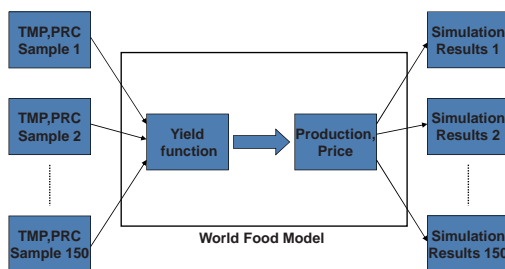 TMP,PRC
Sample 1
TMP,PRC
Sample 2
TMP,PRC
Sample 150
Yield
function
Production,
Price
World Food Model
Simulation
Results 1
Simulation
Results 2
Simulation
Results 150